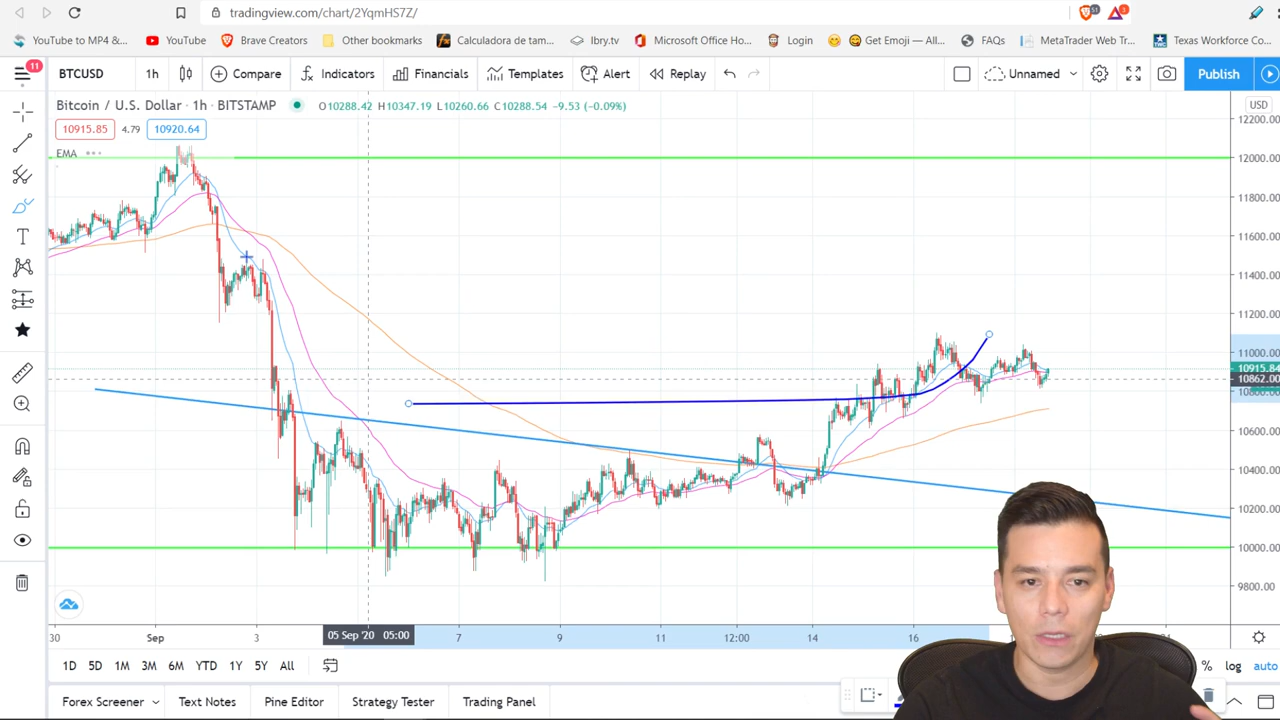 tradingview.com/chart/2YqmHS7Z/
51
1
YouTube to MP4 &...
YouTube
Brave Creators
Other bookmarks
Calculadora de tam...
lbry.tv
Microsoft Office Ho...
Login
Get Emoji — All...
FAQs
MetaTrader Web Tr...
Texas Workforce Co...
11
BTCUSD
1h
Compare
Indicators
Financials
Templates
Alert
Replay
Unnamed
Publish
Bitcoin / U.S. Dollar · 1h · BITSTAMP
O10288.42 H10347.19 L10260.66 C10288.54 -9.53 (-0.09%)
USD
10915.85
4.79
10920.64
EMA
12200.00
12000.00
11800.00
11600.00
11400.00
11200.00
11000.00
10915.84
10862.00
10600.00
10400.00
10200.00
10000.00
9800.00
30
Sep
3
05 Sep '20 05:00
7
9
11
12:00
14
16
1D
5D
1M
3M
6M
YTD
1Y
5Y
All
%
log
auto
Forex Screener
Text Notes
Pine Editor
Strategy Tester
Trading Panel